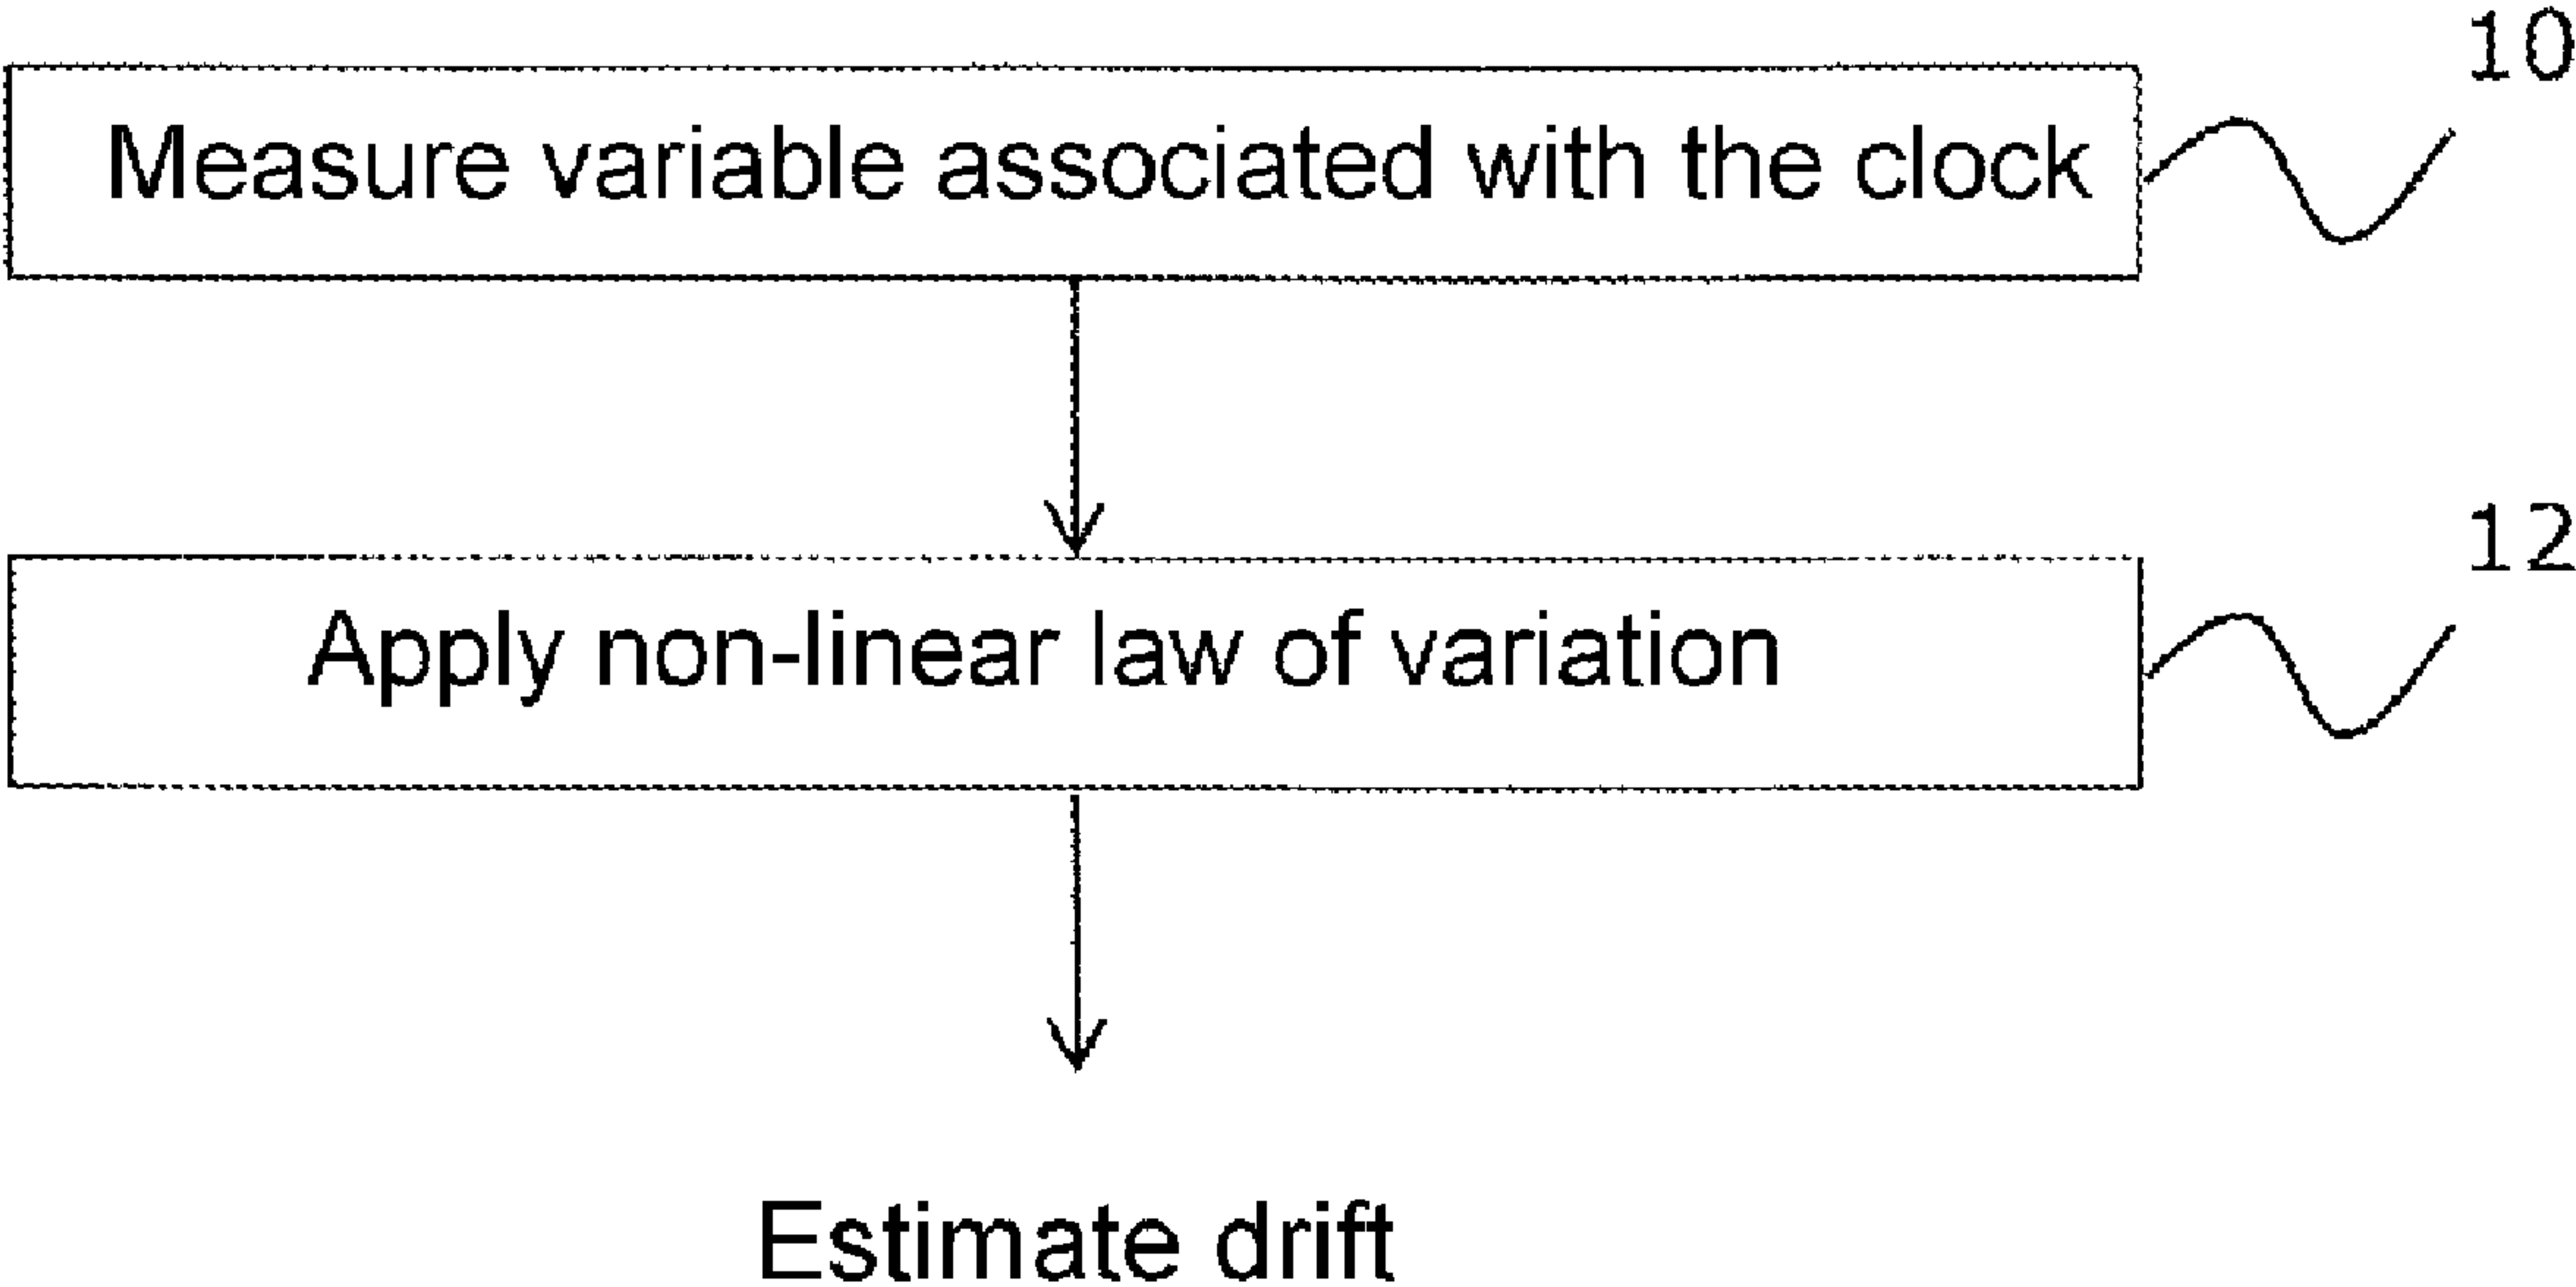 10
Measure variable associated with the clock
12
Apply non-linear law of variation
Estimate drift